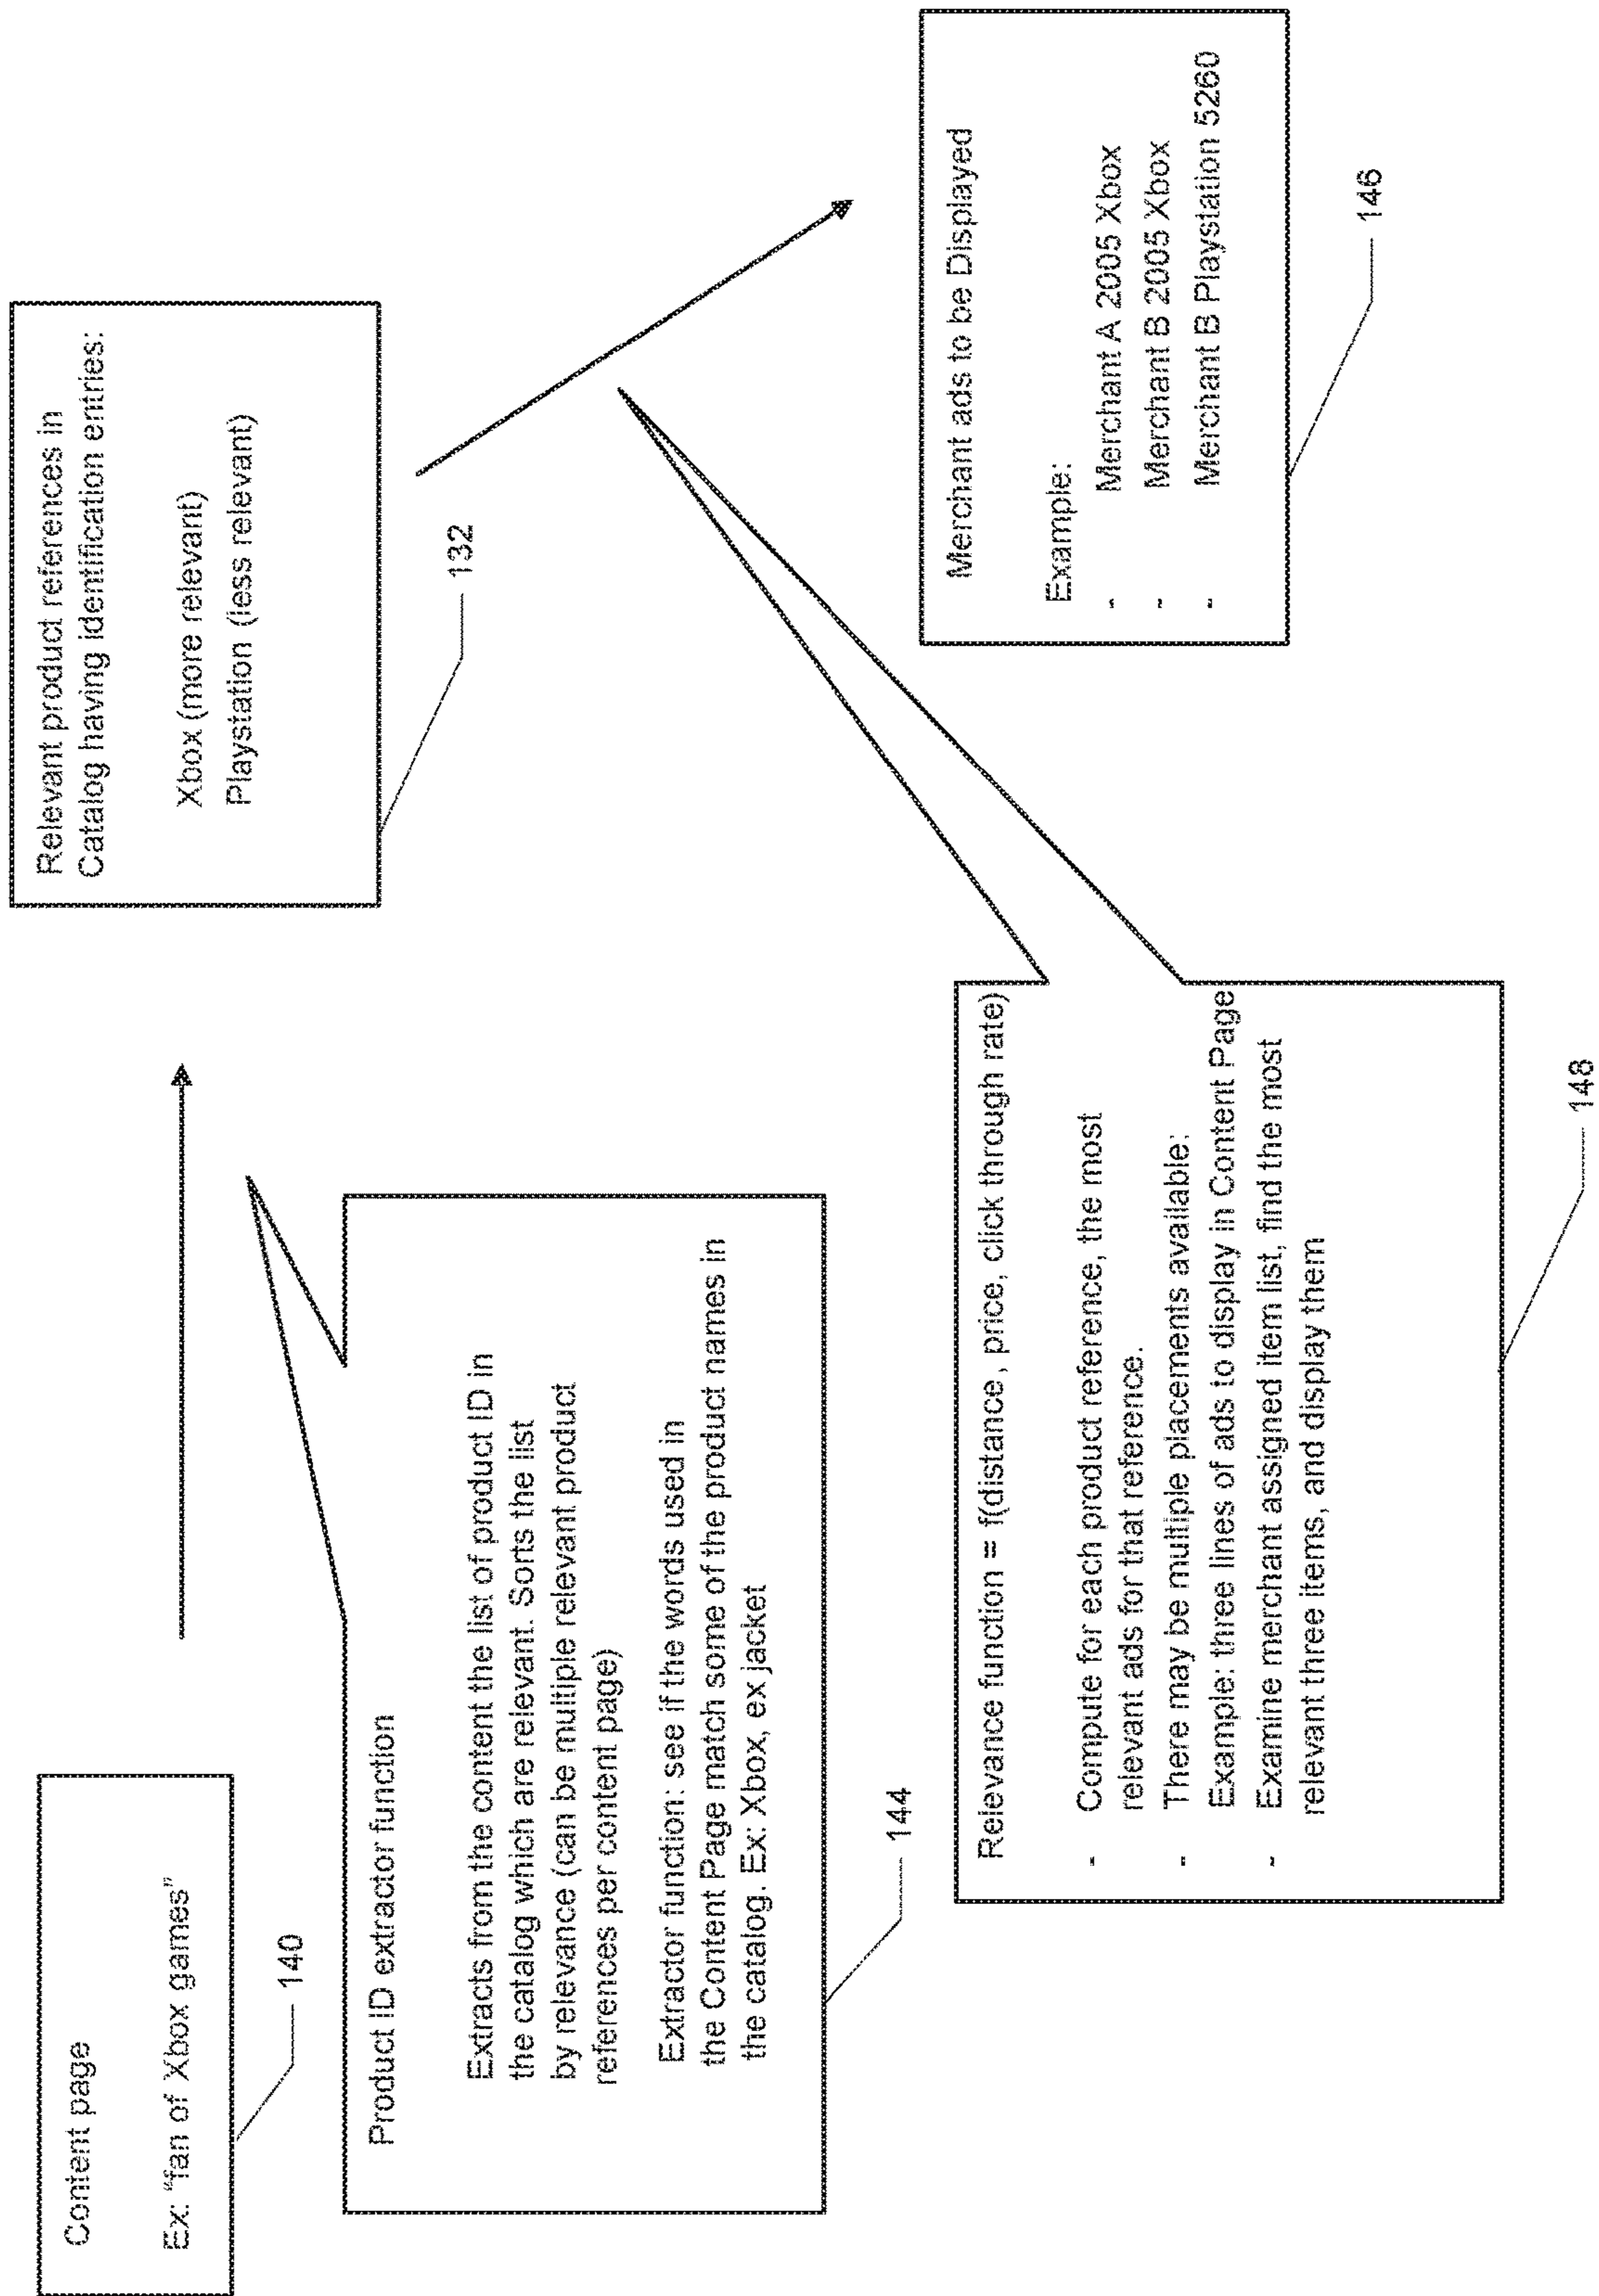 Content page
Ex: “fan of Xbox games”
140
Relevant product references in
Catalog having identification entries:
Xbox (more relevant)
Playstation (less relevant)
132
Product ID extractor function
Extracts from the content the list of product ID in
the catalog which are relevant. Sorts the list
by relevance (can be multiple relevant product
references per content page)
Extractor function: see if the words used in
the Content Page match some of the product names in
the catalog. Ex: Xbox, ex jacket
144
Relevance function = f(distance, price, click through rate)
- Compute for each product reference, the most
relevant ads for that reference.
- There may be multiple placements available:
Example: three lines of ads to display in Content Page
- Examine merchant assigned item list, find the most
relevant three items, and display them
148
Merchant ads to be Displayed
Example:
- Merchant A 2005 Xbox
- Merchant B 2005 Xbox
- Merchant B Playstation 5260
146